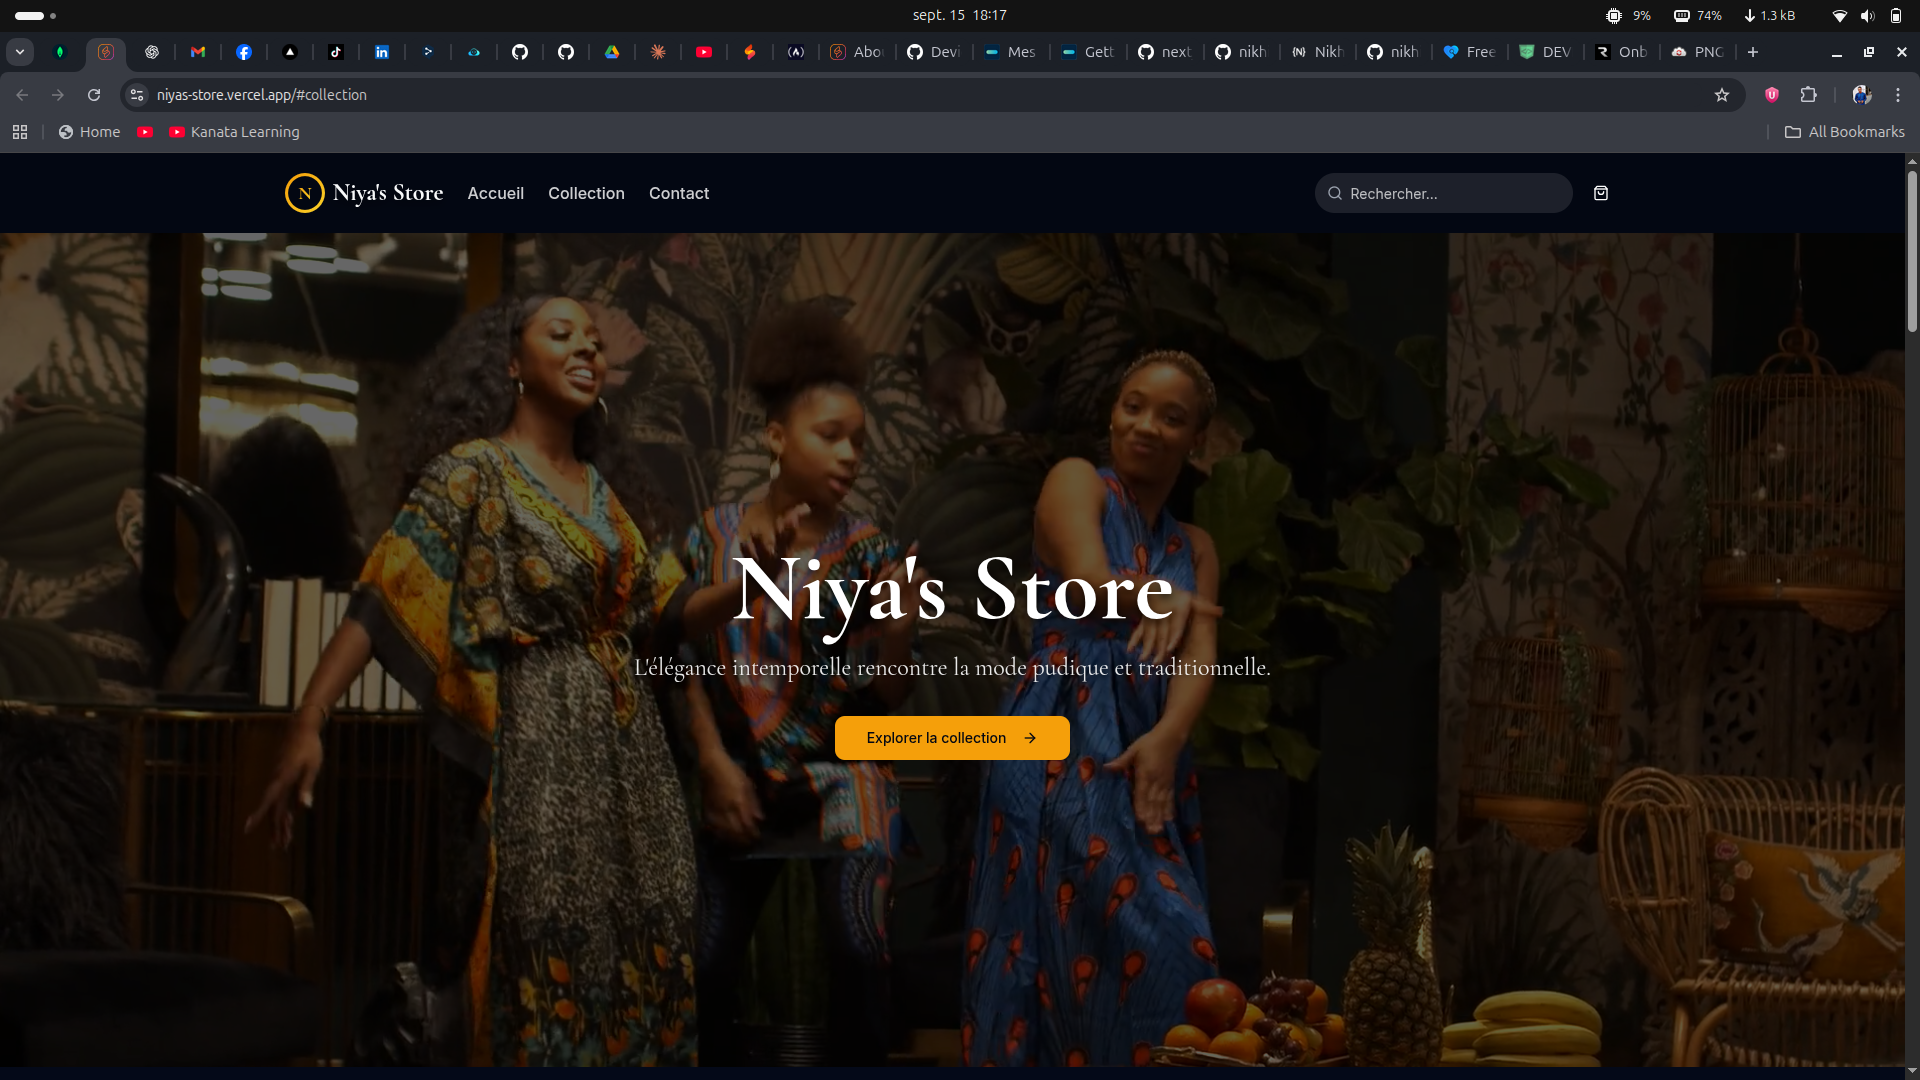 sept. 15 18:17
9%
74%
1.3 kB
Abou
Devi
Mes
Gett
next
nikh
Nikh
nikh
Free
DEV
Onb
PNG
niyas-store.vercel.app/#collection
Home
Kanata Learning
All Bookmarks
N
Niya's Store
Accueil
Collection
Contact
Rechercher...
Niya's Store
L'élégance intemporelle rencontre la mode pudique et traditionnelle.
Explorer la collection